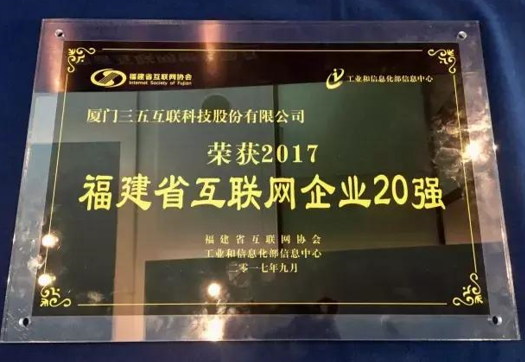 福建省互联网协会
Internet Society of Fujian
工业和信息化部信息中心
厦门三五互联科技股份有限公司
荣获2017
福建省互联网企业20强
福建省互联网协会
工业和信息化部信息中心
二〇一七年九月